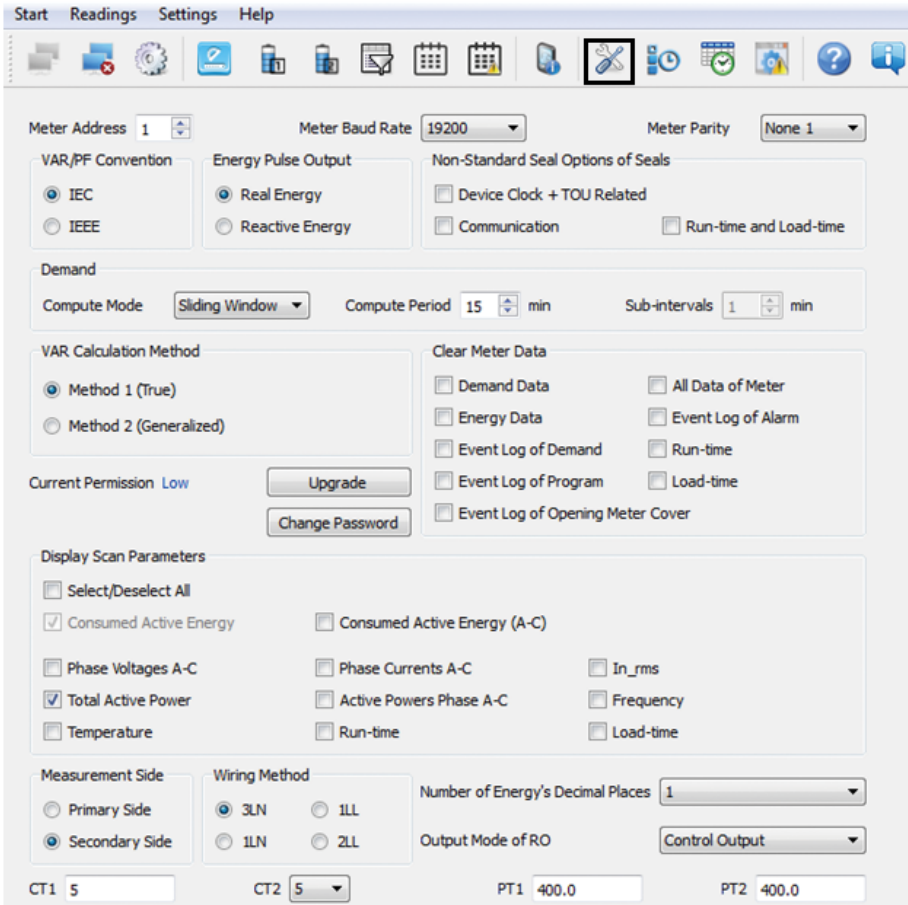 Start Readings Settings Help
1 2
Meter Address 1 Meter Baud Rate 19200 Meter Parity None 1
VAR/PF Convention Energy Pulse Output Non-Standard Seal Options of Seals
IEC Real Energy Device Clock + TOU Related
IEEE Reactive Energy Communication Run-time and Load-time
Demand
Compute Mode Sliding Window Compute Period 15 min Sub-intervals 1 min
VAR Calculation Method Clear Meter Data
Method 1 (True) Demand Data All Data of Meter
Method 2 (Generalized) Energy Data Event Log of Alarm
Event Log of Demand Run-time
Current Permission Low Upgrade Event Log of Program Load-time
Change Password Event Log of Opening Meter Cover
Display Scan Parameters
Select/Deselect All
Consumed Active Energy Consumed Active Energy (A-C)
Phase Voltages A-C Phase Currents A-C In_rms
Total Active Power Active Powers Phase A-C Frequency
Temperature Run-time Load-time
Measurement Side Wiring Method Number of Energy's Decimal Places 1
Primary Side 3LN 1LL
Secondary Side 1LN 2LL Output Mode of RO Control Output
CT1 5 CT2 5 PT1 400.0 PT2 400.0